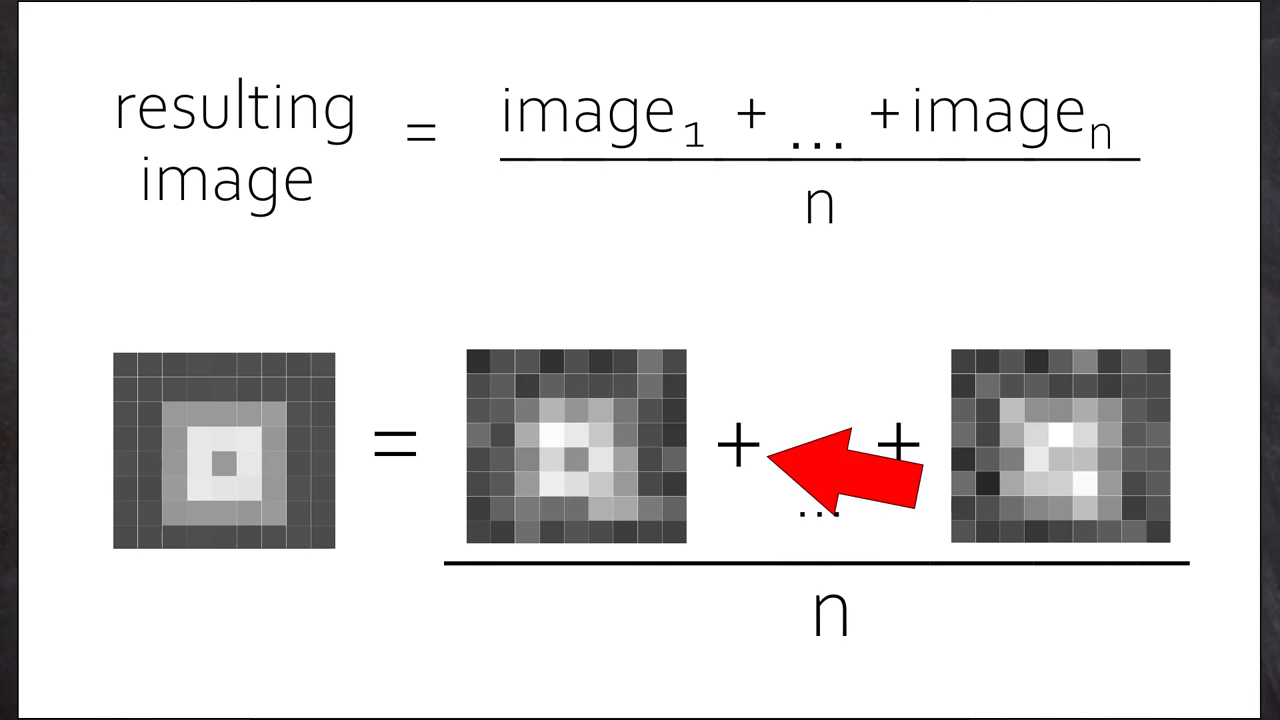 resulting
image
=
image1 + ... + imagen
n
= + ... +
n